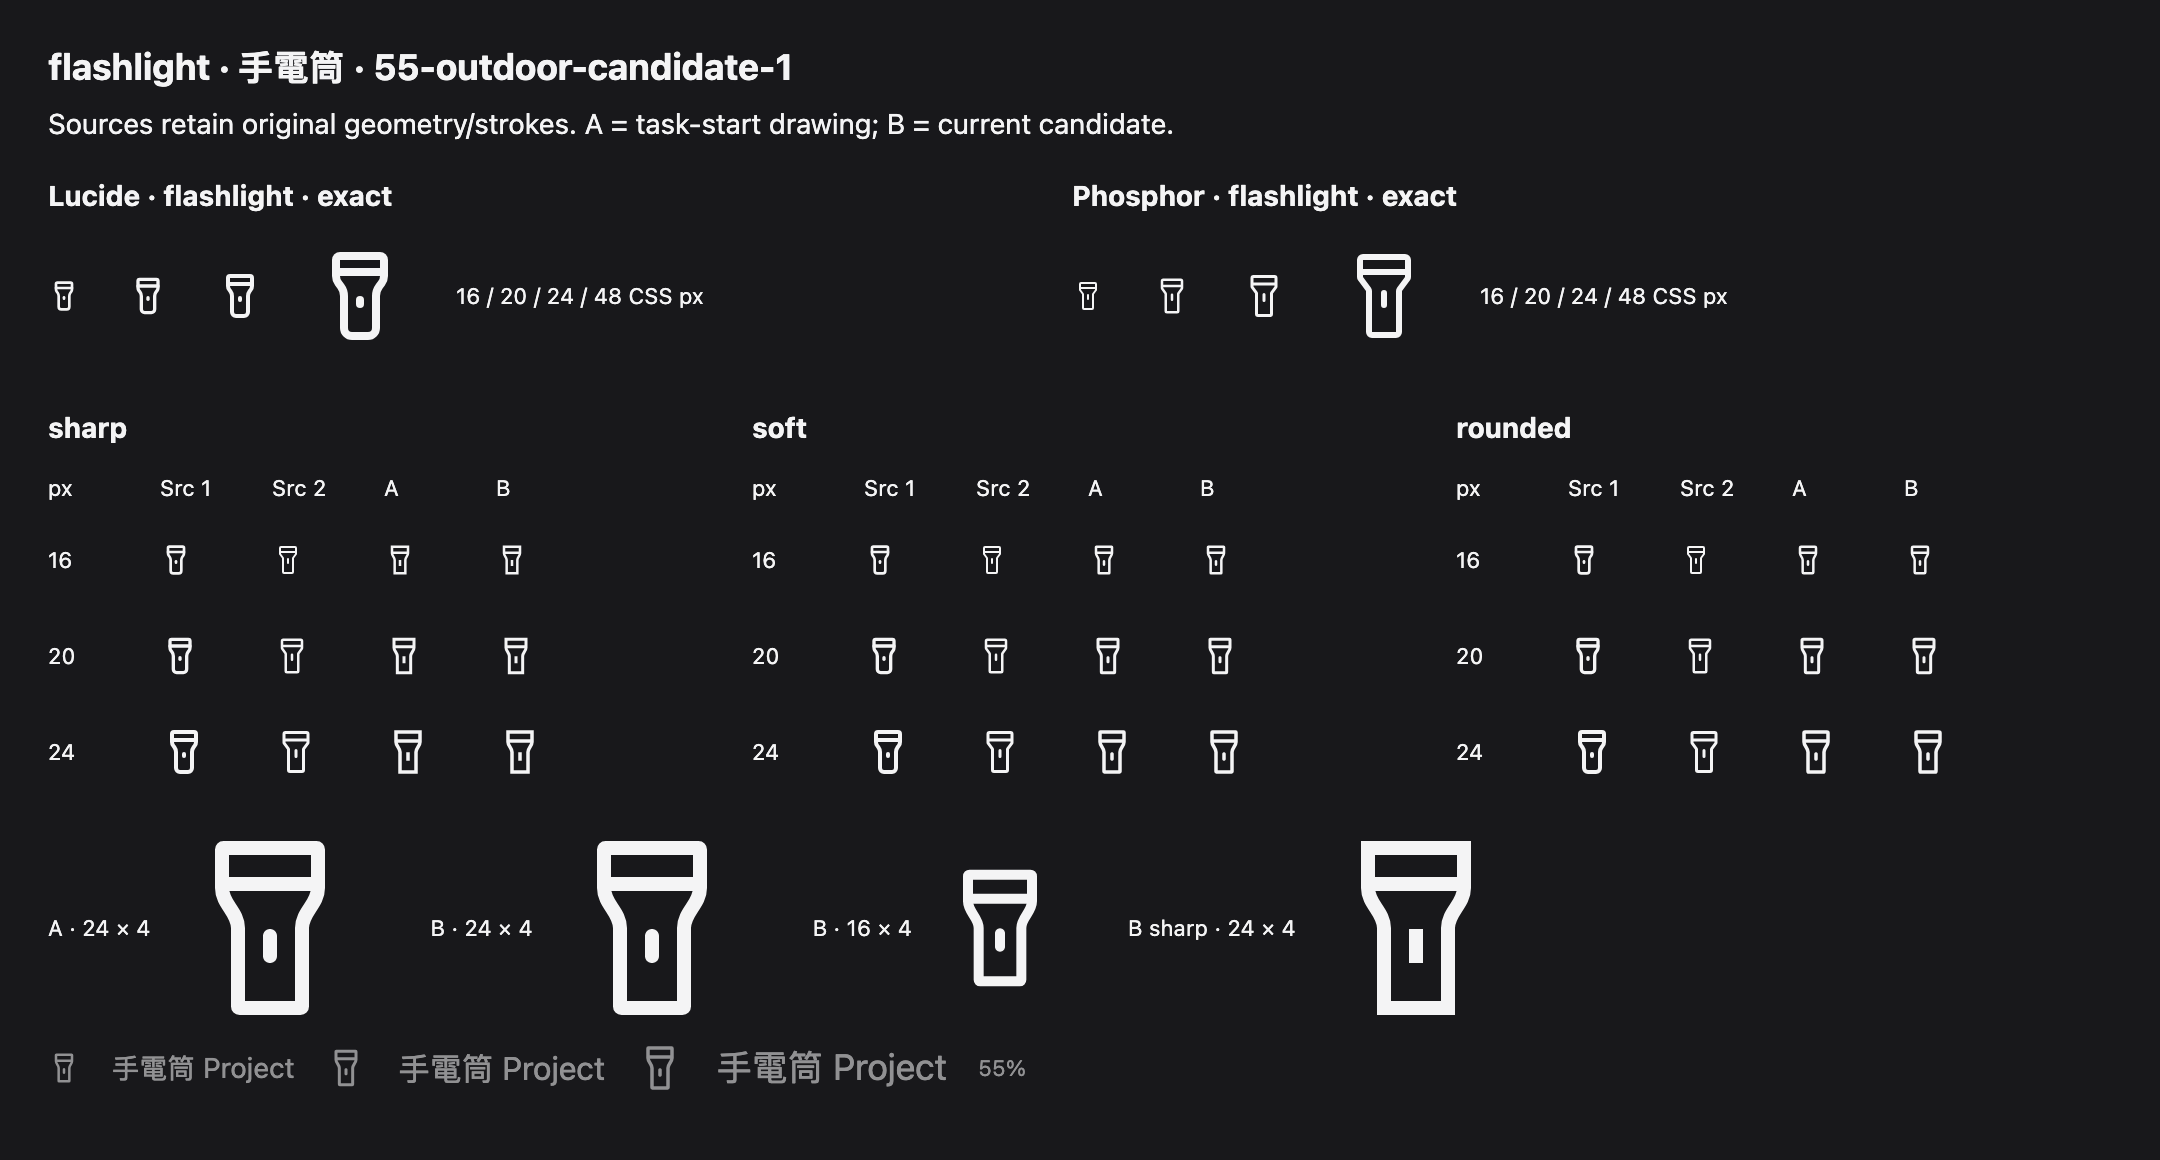 flashlight · 手電筒 · 55-outdoor-candidate-1
Sources retain original geometry/strokes. A = task-start drawing; B = current candidate.
Lucide · flashlight · exact
16 / 20 / 24 / 48 CSS px
Phosphor · flashlight · exact
16 / 20 / 24 / 48 CSS px
sharp
px Src 1 Src 2 A B
16
20
24
soft
px Src 1 Src 2 A B
16
20
24
rounded
px Src 1 Src 2 A B
16
20
24
A · 24 × 4
B · 24 × 4
B · 16 × 4
B sharp · 24 × 4
手電筒 Project 手電筒 Project 手電筒 Project 55%